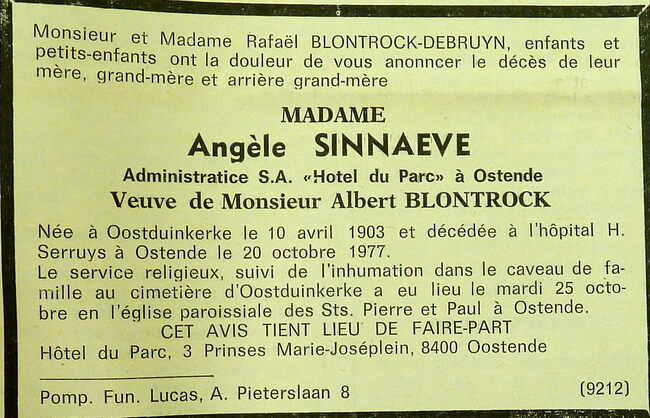 Monsieur et Madame Rafaël BLONTROCK-DEBRUYN, enfants et
petits-enfants ont la douleur de vous anonncer le décès de leur
mère, grand-mère et arrière grand-mère
MADAME
Angèle SINNAEVE
Administratice S.A. «Hotel du Parc» à Ostende
Veuve de Monsieur Albert BLONTROCK
Née à Oostduinkerke le 10 avril 1903 et décédée à l'hôpital H.
Serruys à Ostende le 20 octobre 1977.
Le service religieux, suivi de l'inhumation dans le caveau de fa-
mille au cimetière d'Oostduinkerke a eu lieu le mardi 25 octo-
bre en l'église paroissiale des Sts. Pierre et Paul à Ostende.
CET AVIS TIENT LIEU DE FAIRE-PART
Hôtel du Parc, 3 Prinses Marie-Joséplein, 8400 Oostende
Pomp. Fun. Lucas, A. Pieterslaan 8 (9212)